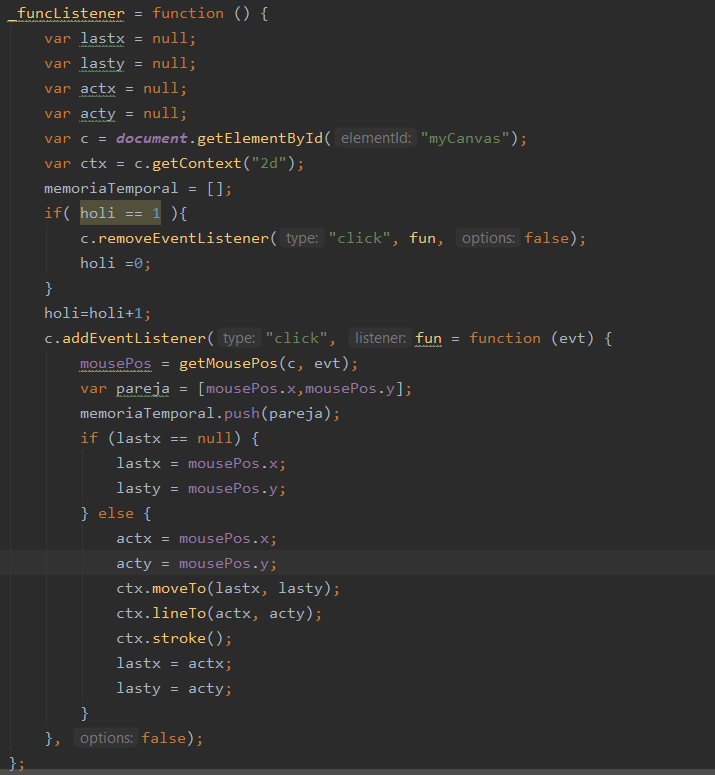 _funcListener = function () {
    var lastx = null;
    var lasty = null;
    var actx = null;
    var acty = null;
    var c = document.getElementById( elementId: "myCanvas");
    var ctx = c.getContext("2d");
    memoriaTemporal = [];
    if( holi == 1 ){
        c.removeEventListener( type: "click", fun, options: false);
        holi =0;
    }
    holi=holi+1;
    c.addEventListener( type: "click", listener: fun = function (evt) {
        mousePos = getMousePos(c, evt);
        var pareja = [mousePos.x,mousePos.y];
        memoriaTemporal.push(pareja);
        if (lastx == null) {
            lastx = mousePos.x;
            lasty = mousePos.y;
        } else {
            actx = mousePos.x;
            acty = mousePos.y;
            ctx.moveTo(lastx, lasty);
            ctx.lineTo(actx, acty);
            ctx.stroke();
            lastx = actx;
            lasty = acty;
        }
    }, options: false);
};